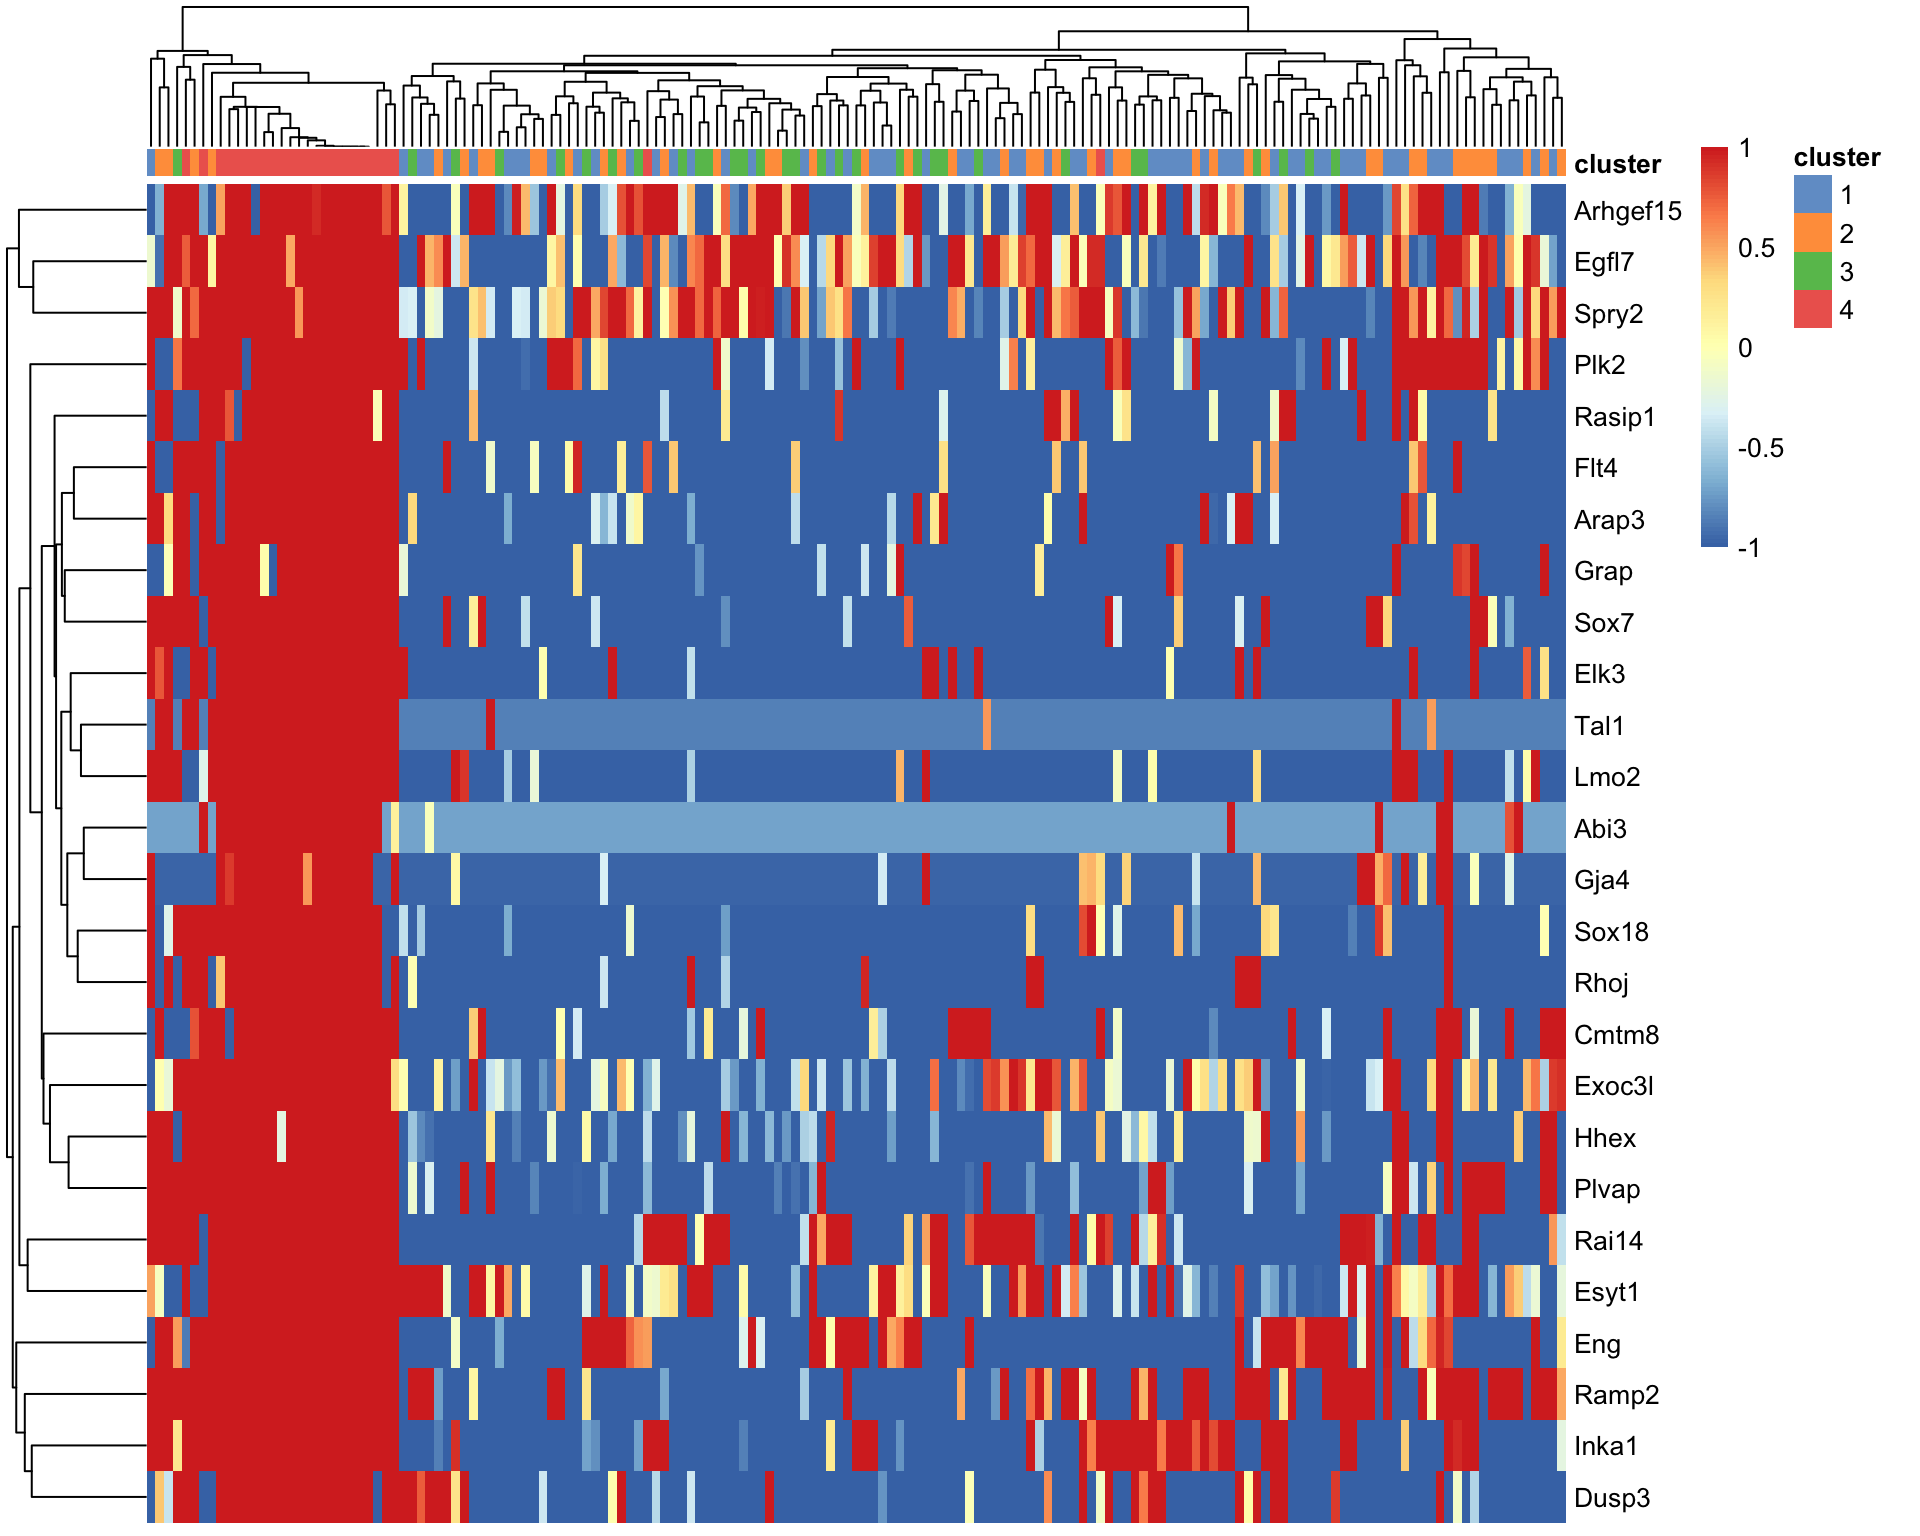 cluster
Arhgef15
Egfl7
Spry2
Plk2
Rasip1
Flt4
Arap3
Grap
Sox7
Elk3
Tal1
Lmo2
Abi3
Gja4
Sox18
Rhoj
Cmtm8
Exoc3l
Hhex
Plvap
Rai14
Esyt1
Eng
Ramp2
Inka1
Dusp3
1
0.5
0
-0.5
-1
cluster
1
2
3
4